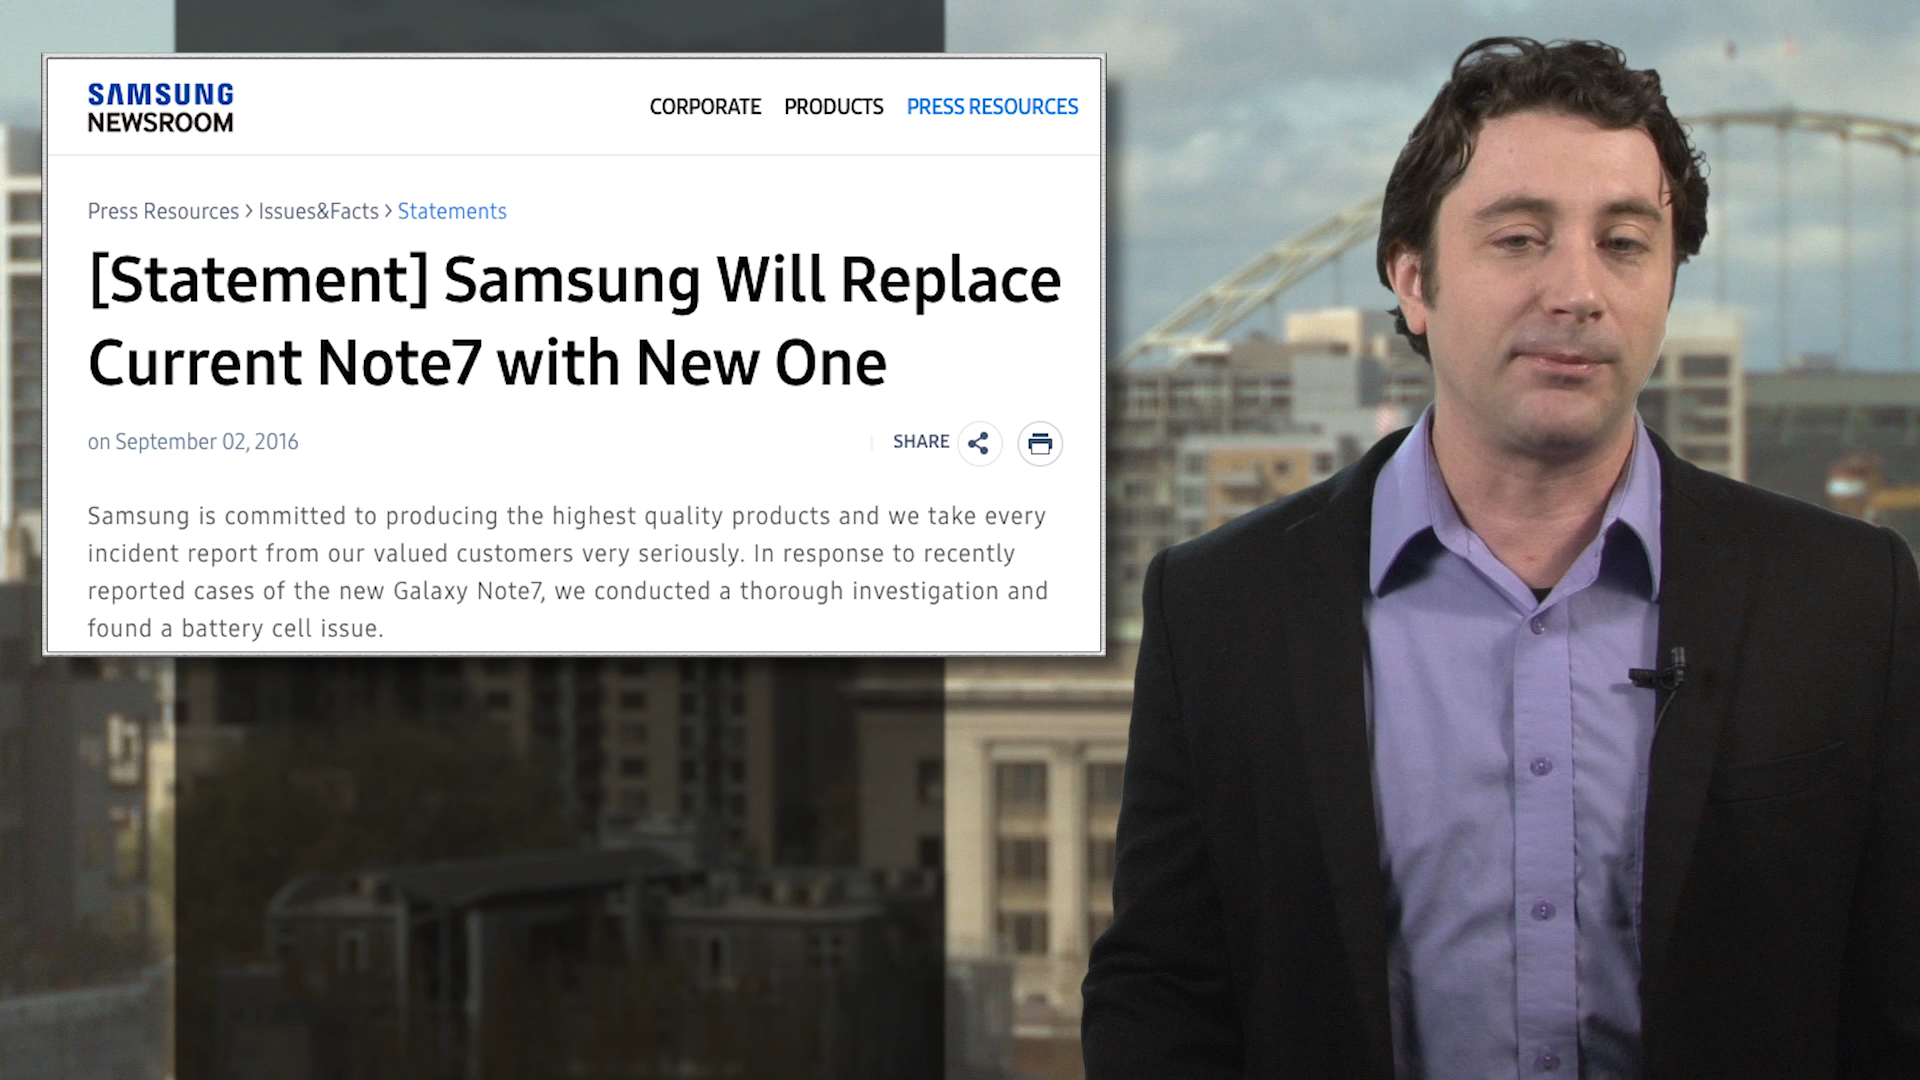 SAMSUNG
NEWSROOM
CORPORATE PRODUCTS PRESS RESOURCES
Press Resources > Issues&Facts > Statements
[Statement] Samsung Will Replace
Current Note7 with New One
on September 02, 2016
SHARE
Samsung is committed to producing the highest quality products and we take every
incident report from our valued customers very seriously. In response to recently
reported cases of the new Galaxy Note7, we conducted a thorough investigation and
found a battery cell issue.